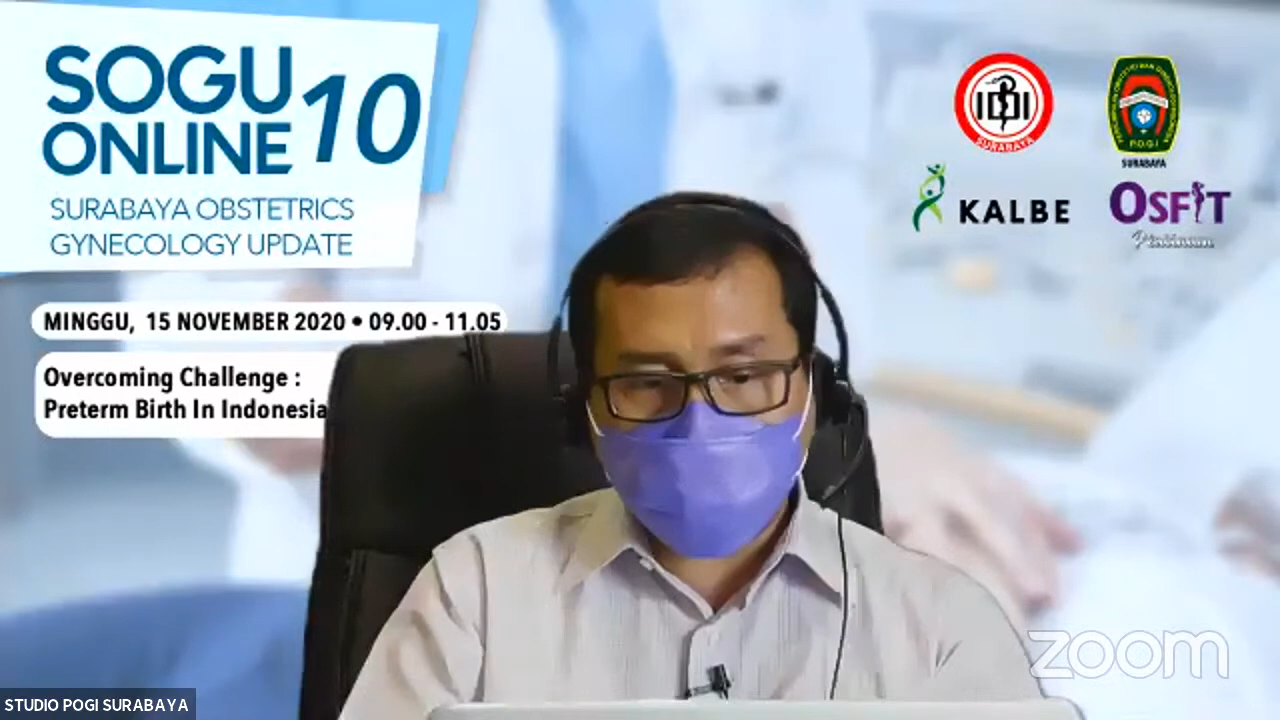 SOGU
ONLINE 10
SURABAYA OBSTETRICS
GYNECOLOGY UPDATE
MINGGU, 15 NOVEMBER 2020 • 09.00 - 11.05
Overcoming Challenge :
Preterm Birth In Indonesia
IDI
SURABAYA
P.O.G.I
SURABAYA
KALBE
OSFIT
Platinum
zoom
STUDIO POGI SURABAYA